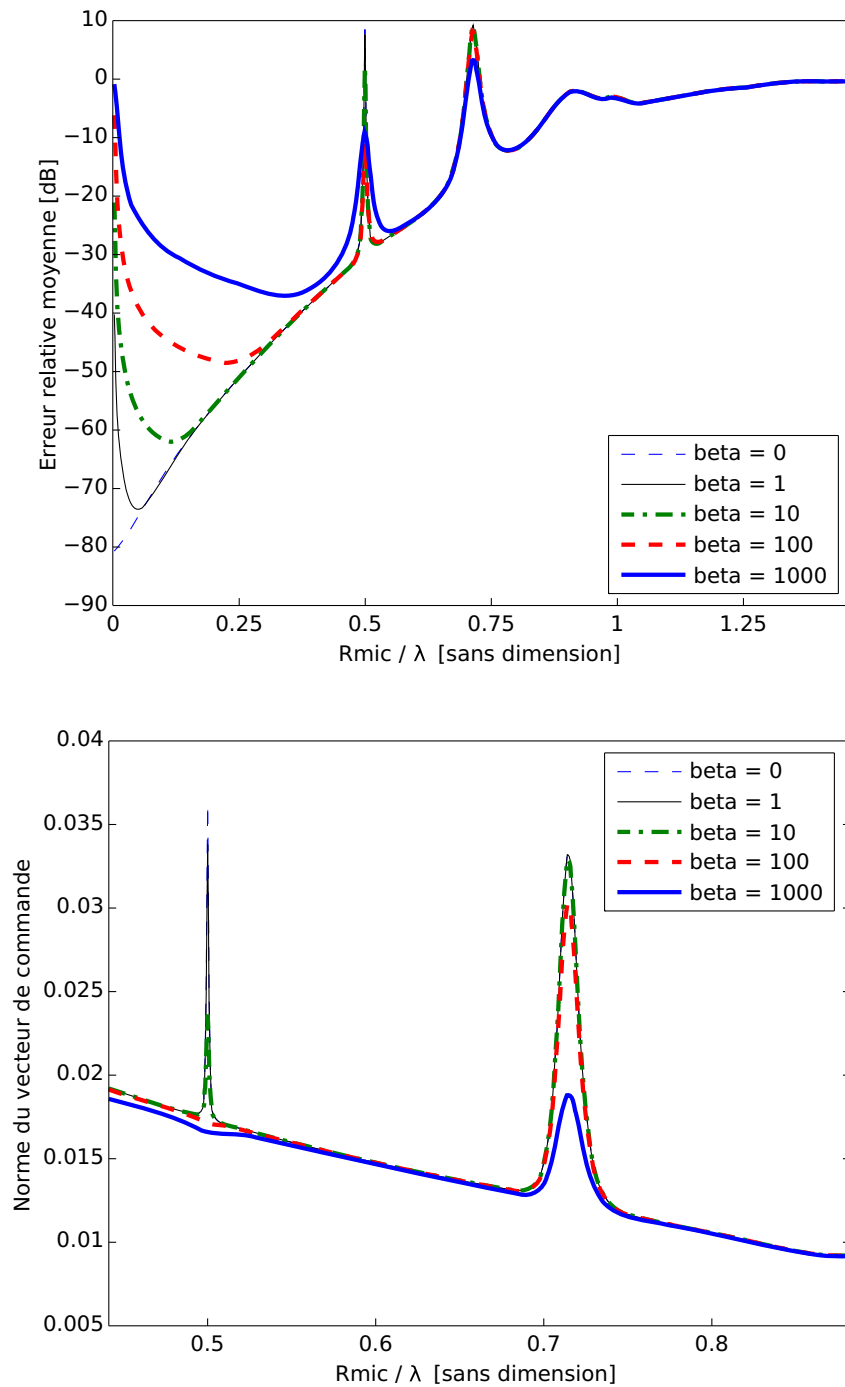 10
0
−10
−20
−30
−40
−50
−60
−70
−80
−90
Erreur relative moyenne [dB]
0
0.25
0.5
0.75
1
1.25
Rmic / λ [sans dimension]
beta = 0
beta = 1
beta = 10
beta = 100
beta = 1000
0.04
0.035
0.03
0.025
0.02
0.015
0.01
0.005
Norme du vecteur de commande
0.5
0.6
0.7
0.8
Rmic / λ [sans dimension]
beta = 0
beta = 1
beta = 10
beta = 100
beta = 1000